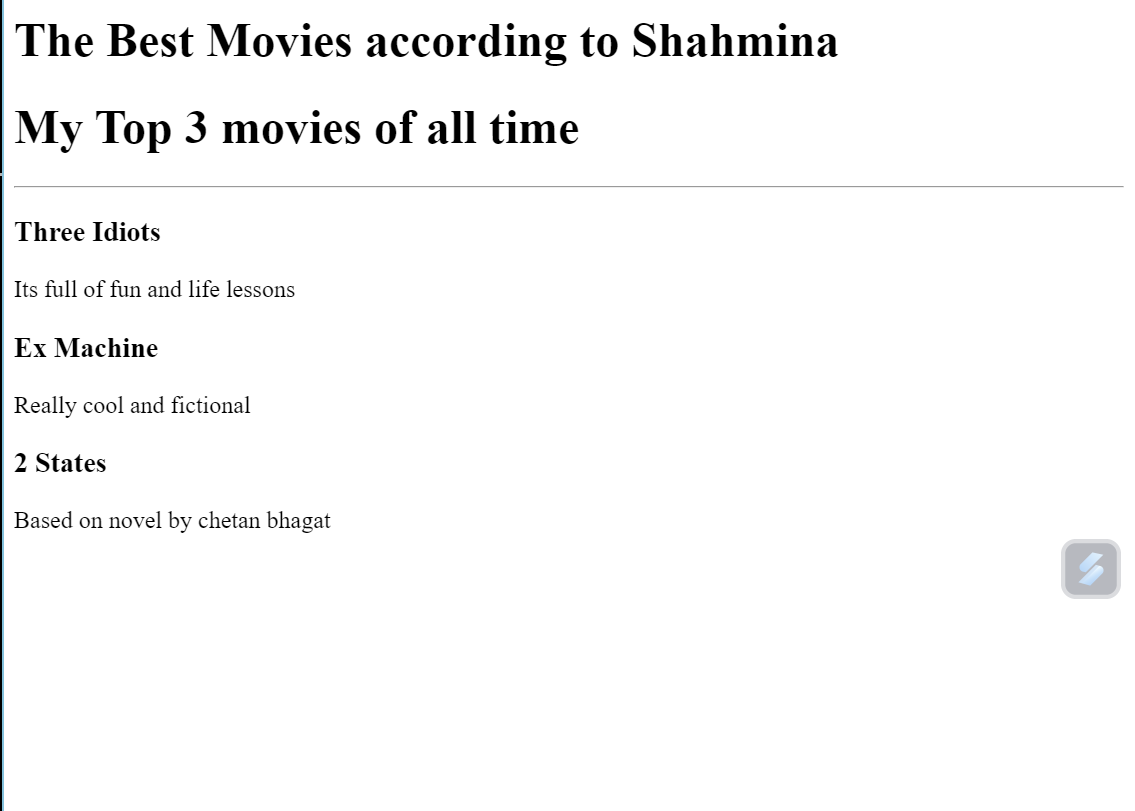 The Best Movies according to Shahmina
My Top 3 movies of all time
Three Idiots
Its full of fun and life lessons
Ex Machine
Really cool and fictional
2 States
Based on novel by chetan bhagat